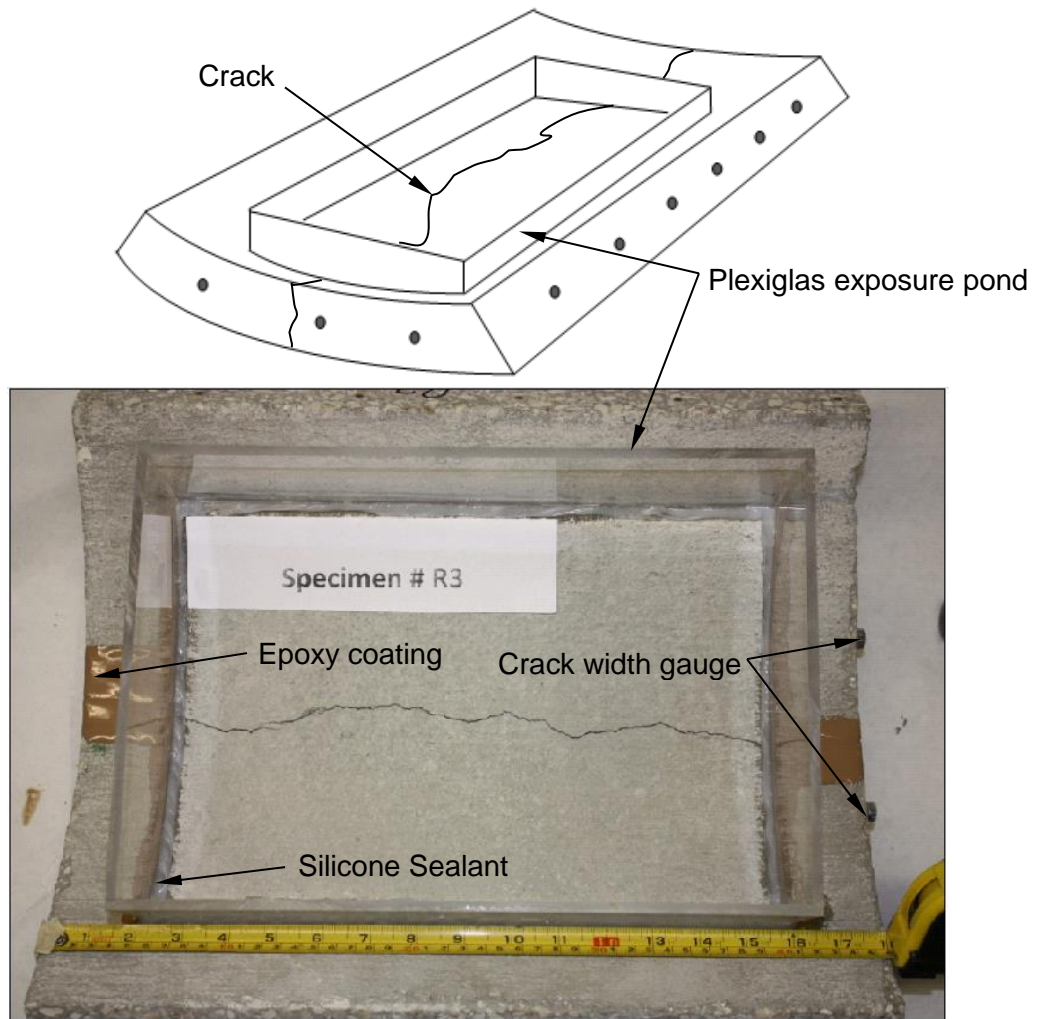 Crack
Plexiglas exposure pond
Specimen # R3
Epoxy coating
Crack width gauge
Silicone Sealant
1 2 3 4 5 6 7 8 9 10 11 13 14 15 16 17